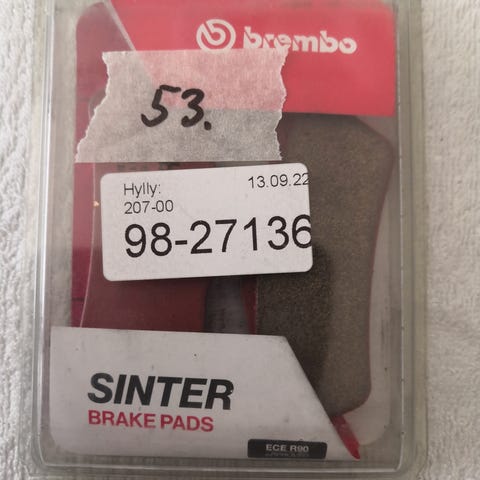 brembo
53.
Hylly: 13.09.22
207-00
98-27136
SINTER
BRAKE PADS
ECE R90